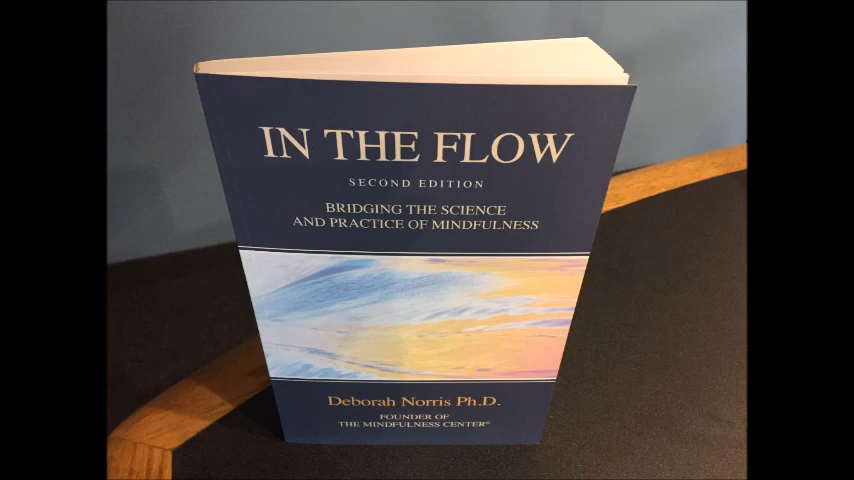 IN THE FLOW
SECOND EDITION
BRIDGING THE SCIENCE
AND PRACTICE OF MINDFULNESS
Deborah Norris Ph.D.
FOUNDER OF
THE MINDFULNESS CENTER®